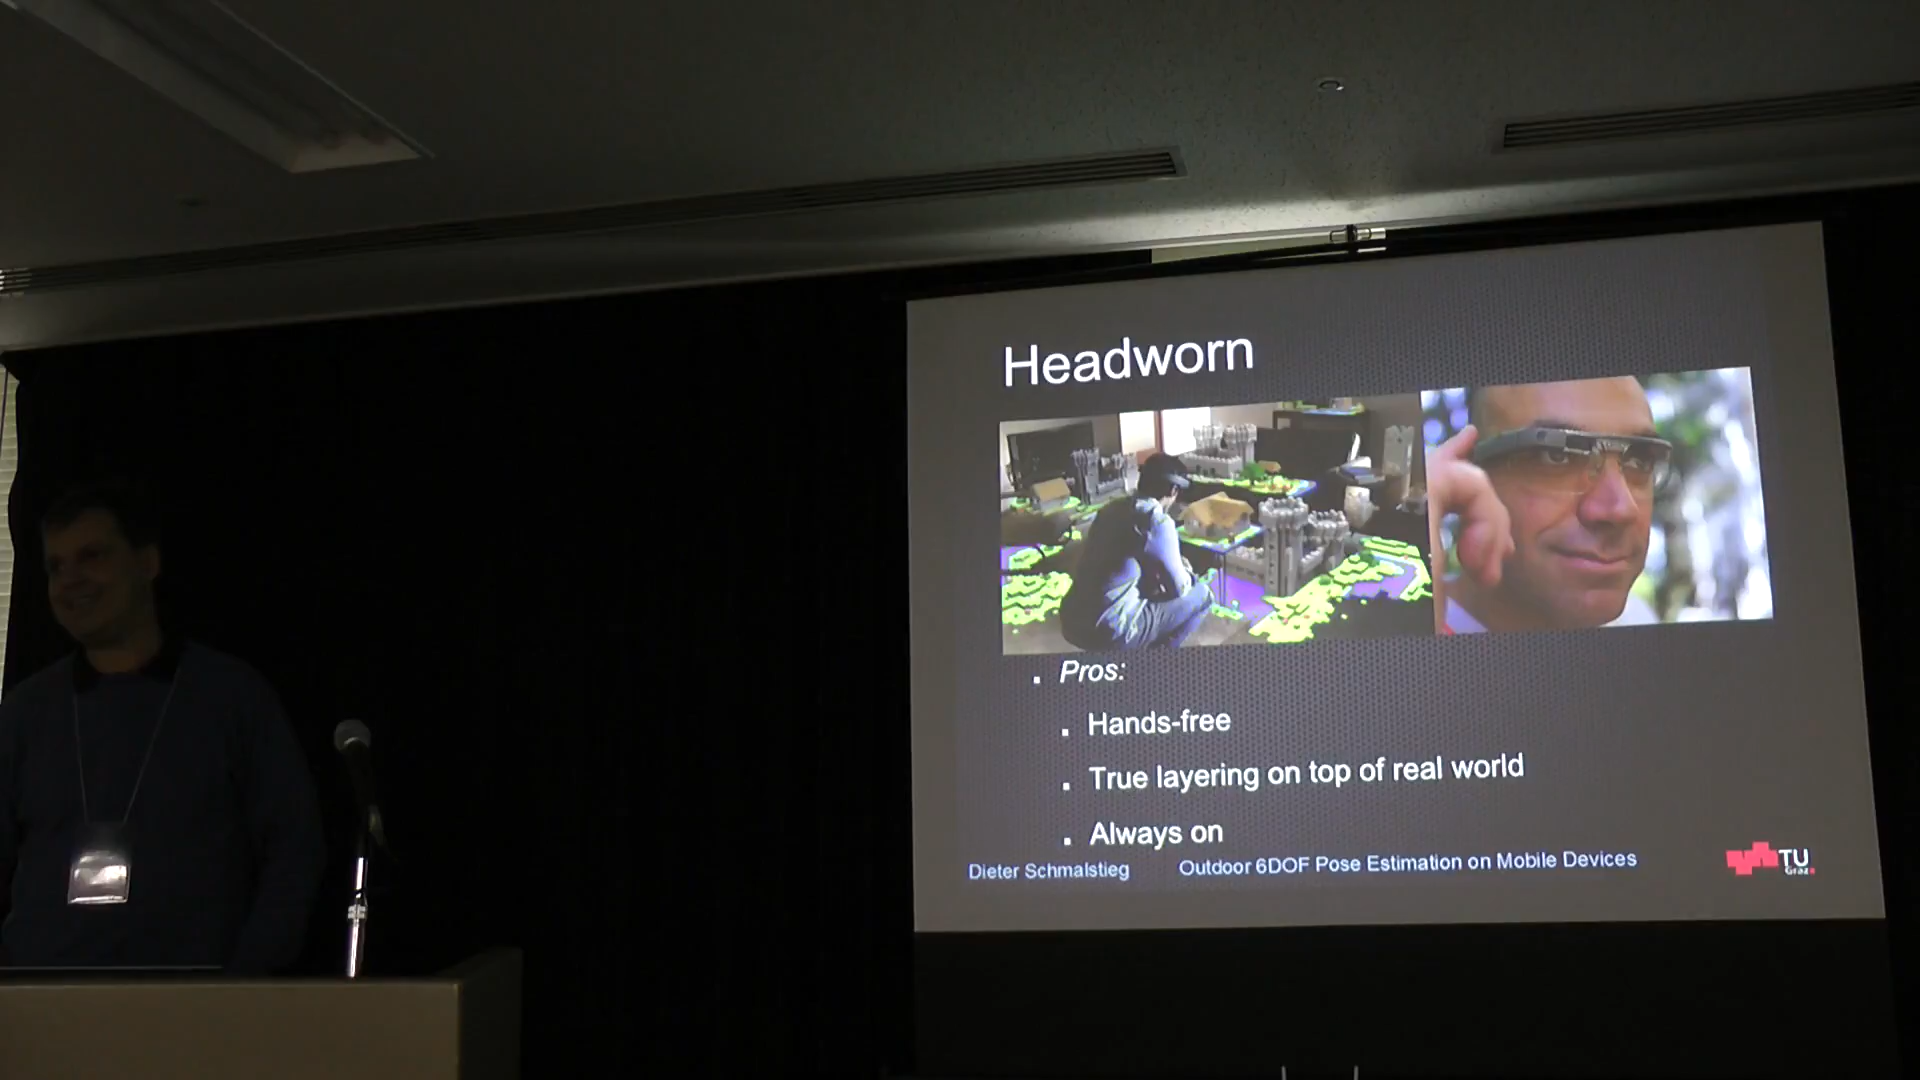 Headworn
Pros:
Hands-free
True layering on top of real world
Always on
Dieter Schmalstieg
Outdoor 6DOF Pose Estimation on Mobile Devices
TU
Graz